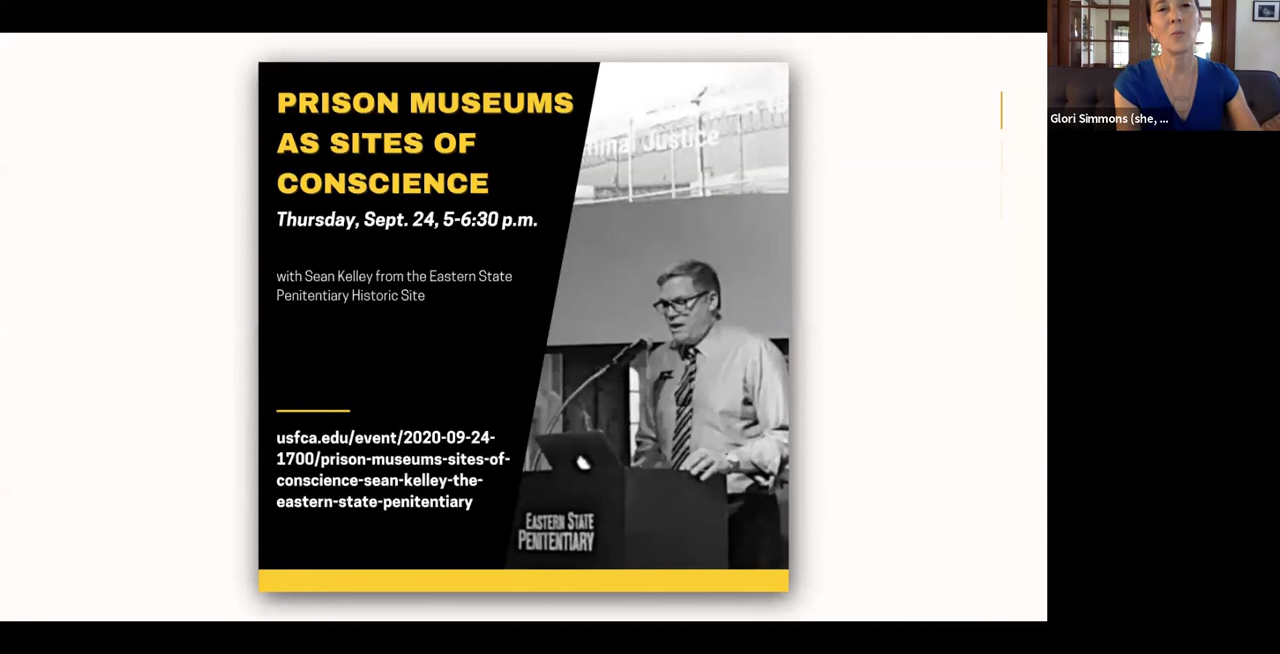 PRISON MUSEUMS
AS SITES OF
CONSCIENCE
Thursday, Sept. 24, 5-6:30 p.m.
with Sean Kelley from the Eastern State
Penitentiary Historic Site
usfca.edu/event/2020-09-24-
1700/prison-museums-sites-of-
conscience-sean-kelley-the-
eastern-state-penitentiary
Justice
EASTERN STATE
PENITENTIARY
Glori Simmons (she, ...